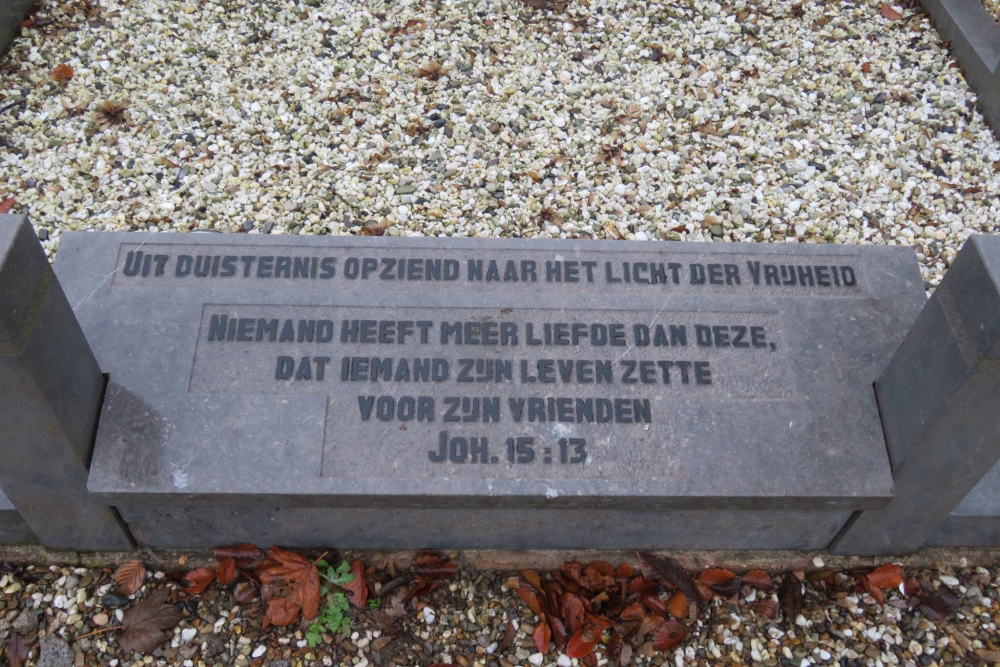 Uit duisternis opziend naar het licht der Vrijheid
Niemand heeft meer liefde dan deze,
dat iemand zijn leven zette
voor zijn vrienden
Joh. 15:13